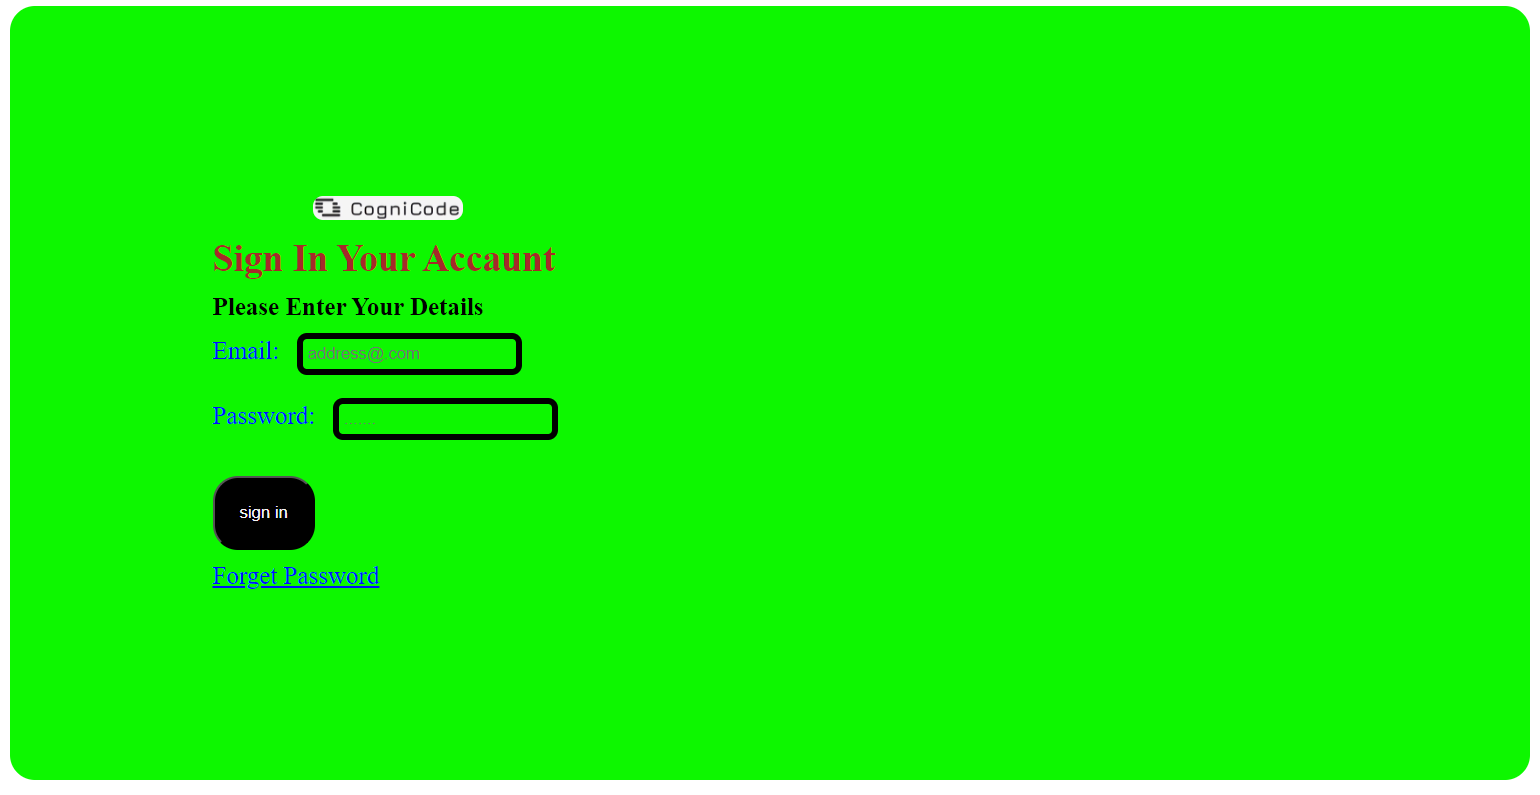 CogniCode
Sign In Your Accaunt
Please Enter Your Details
Email: address@.com
Password: .......
sign in
Forget Password